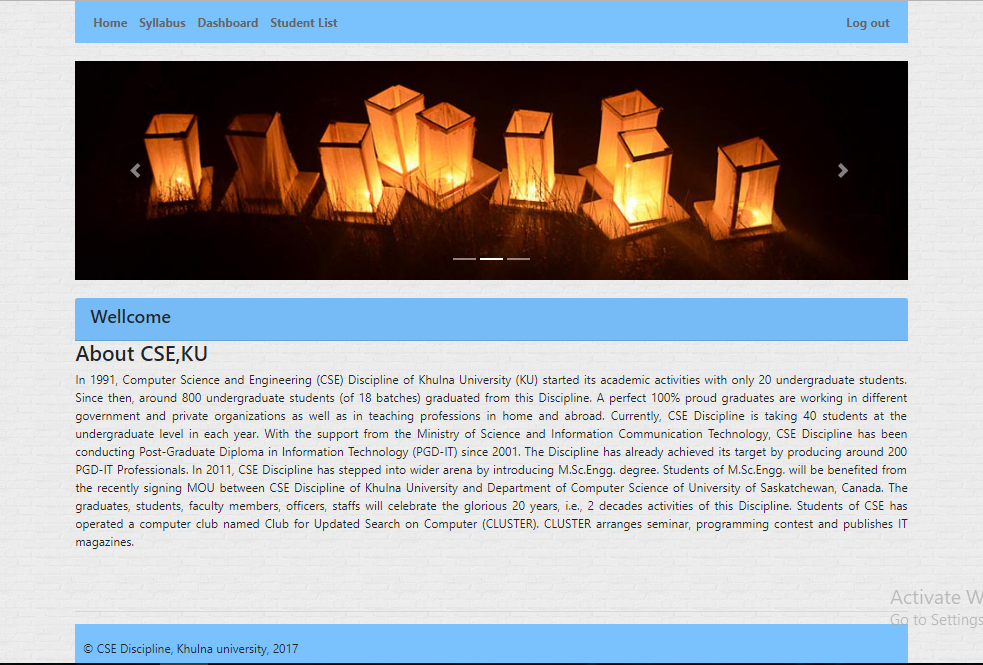 Home Syllabus Dashboard Student List Log out
Wellcome
About CSE,KU
In 1991, Computer Science and Engineering (CSE) Discipline of Khulna University (KU) started its academic activities with only 20 undergraduate students.
Since then, around 800 undergraduate students (of 18 batches) graduated from this Discipline. A perfect 100% proud graduates are working in different
government and private organizations as well as in teaching professions in home and abroad. Currently, CSE Discipline is taking 40 students at the
undergraduate level in each year. With the support from the Ministry of Science and Information Communication Technology, CSE Discipline has been
conducting Post-Graduate Diploma in Information Technology (PGD-IT) since 2001. The Discipline has already achieved its target by producing around 200
PGD-IT Professionals. In 2011, CSE Discipline has stepped into wider arena by introducing M.Sc.Engg. degree. Students of M.Sc.Engg. will be benefited from
the recently signing MOU between CSE Discipline of Khulna University and Department of Computer Science of University of Saskatchewan, Canada. The
graduates, students, faculty members, officers, staffs will celebrate the glorious 20 years, i.e., 2 decades activities of this Discipline. Students of CSE has
operated a computer club named Club for Updated Search on Computer (CLUSTER). CLUSTER arranges seminar, programming contest and publishes IT
magazines.
Activate W
Go to Settings
© CSE Discipline, Khulna university, 2017